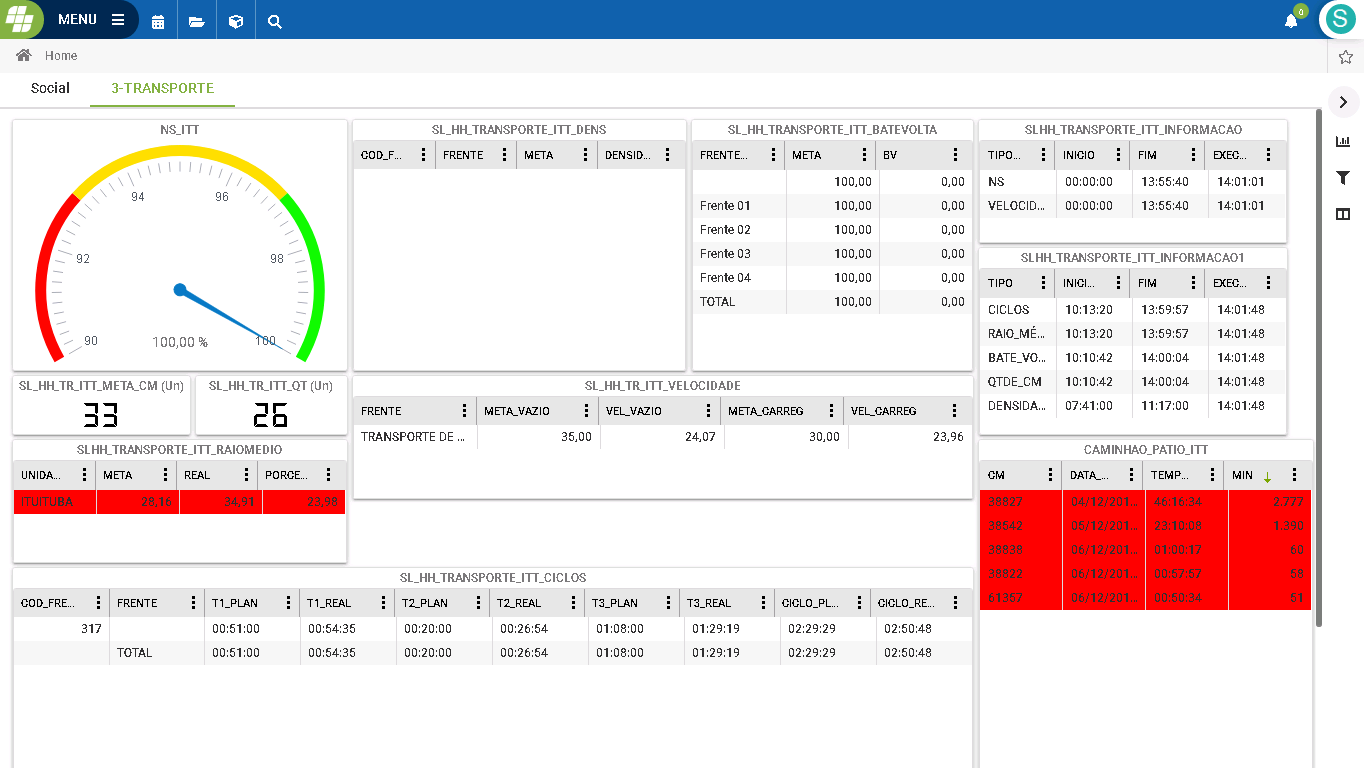 MENU
0
S
Home
Social
3-TRANSPORTE
NS_ITT
94
96
92
98
90
100,00 %
100
SL_HH_TRANSPORTE_ITT_DENS
COD_F... FRENTE META DENSID...
SL_HH_TRANSPORTE_ITT_BATEVOLTA
FRENTE... META BV
100,00 0,00
Frente 01 100,00 0,00
Frente 02 100,00 0,00
Frente 03 100,00 0,00
Frente 04 100,00 0,00
TOTAL 100,00 0,00
SLHH_TRANSPORTE_ITT_INFORMACAO
TIPO... INICIO FIM EXEC...
NS 00:00:00 13:55:40 14:01:01
VELOCID... 00:00:00 13:55:40 14:01:01
SLHH_TRANSPORTE_ITT_INFORMACAO1
TIPO INICI... FIM EXEC...
CICLOS 10:13:20 13:59:57 14:01:48
RAIO_MÉ... 10:13:20 13:59:57 14:01:48
BATE_VO... 10:10:42 14:00:04 14:01:48
QTDE_CM 10:10:42 14:00:04 14:01:48
DENSIDA... 07:41:00 11:17:00 14:01:48
SL_HH_TR_ITT_META_CM (Un)
33
SL_HH_TR_ITT_QT (Un)
26
SL_HH_TR_ITT_VELOCIDADE
FRENTE META_VAZIO VEL_VAZIO META_CARREG VEL_CARREG
TRANSPORTE DE ... 35,00 24,07 30,00 23,96
SLHH_TRANSPORTE_ITT_RAIOMEDIO
UNIDA... META REAL PORCE...
ITUITUBA 28,16 34,91 23,98
CAMINHAO_PATIO_ITT
CM DATA_... TEMP... MIN
38827 04/12/201... 46:16:34 2.777
38542 05/12/201... 23:10:08 1.390
38838 06/12/201... 01:00:17 60
38822 06/12/201... 00:57:57 58
61357 06/12/201... 00:50:34 51
SL_HH_TRANSPORTE_ITT_CICLOS
COD_FRE... FRENTE T1_PLAN T1_REAL T2_PLAN T2_REAL T3_PLAN T3_REAL CICLO_PL... CICLO_RE...
317 00:51:00 00:54:35 00:20:00 00:26:54 01:08:00 01:29:19 02:29:29 02:50:48
TOTAL 00:51:00 00:54:35 00:20:00 00:26:54 01:08:00 01:29:19 02:29:29 02:50:48